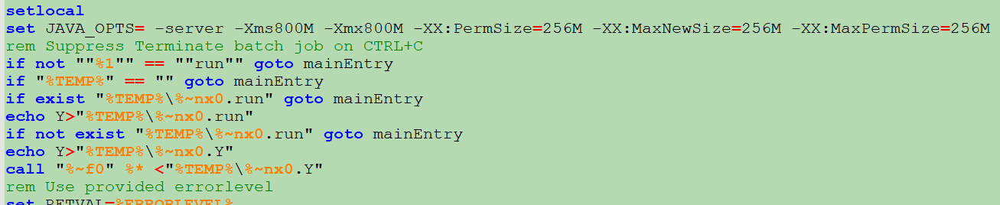 setlocal
set JAVA_OPTS= -server -Xms800M -Xmx800M -XX:PermSize=256M -XX:MaxNewSize=256M -XX:MaxPermSize=256M
rem Suppress Terminate batch job on CTRL+C
if not ""%1"" == ""run"" goto mainEntry
if "%TEMP%" == "" goto mainEntry
if exist "%TEMP%\%~nx0.run" goto mainEntry
echo Y>"%TEMP%\%~nx0.run"
if not exist "%TEMP%\%~nx0.run" goto mainEntry
echo Y>"%TEMP%\%~nx0.Y"
call "%~f0" %* <"%TEMP%\%~nx0.Y"
rem Use provided errorlevel
set RETVAL=%ERRORLEVEL%